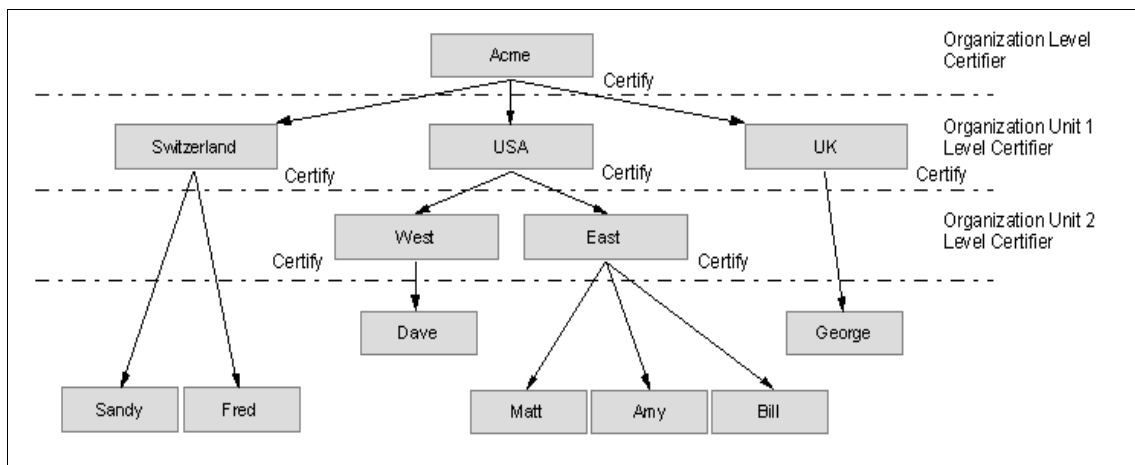 Acme
Organization Level
Certifier
Certify
Switzerland
USA
UK
Organization Unit 1
Level Certifier
Certify
Certify
Certify
West
East
Organization Unit 2
Level Certifier
Certify
Certify
Dave
George
Sandy
Fred
Matt
Amy
Bill